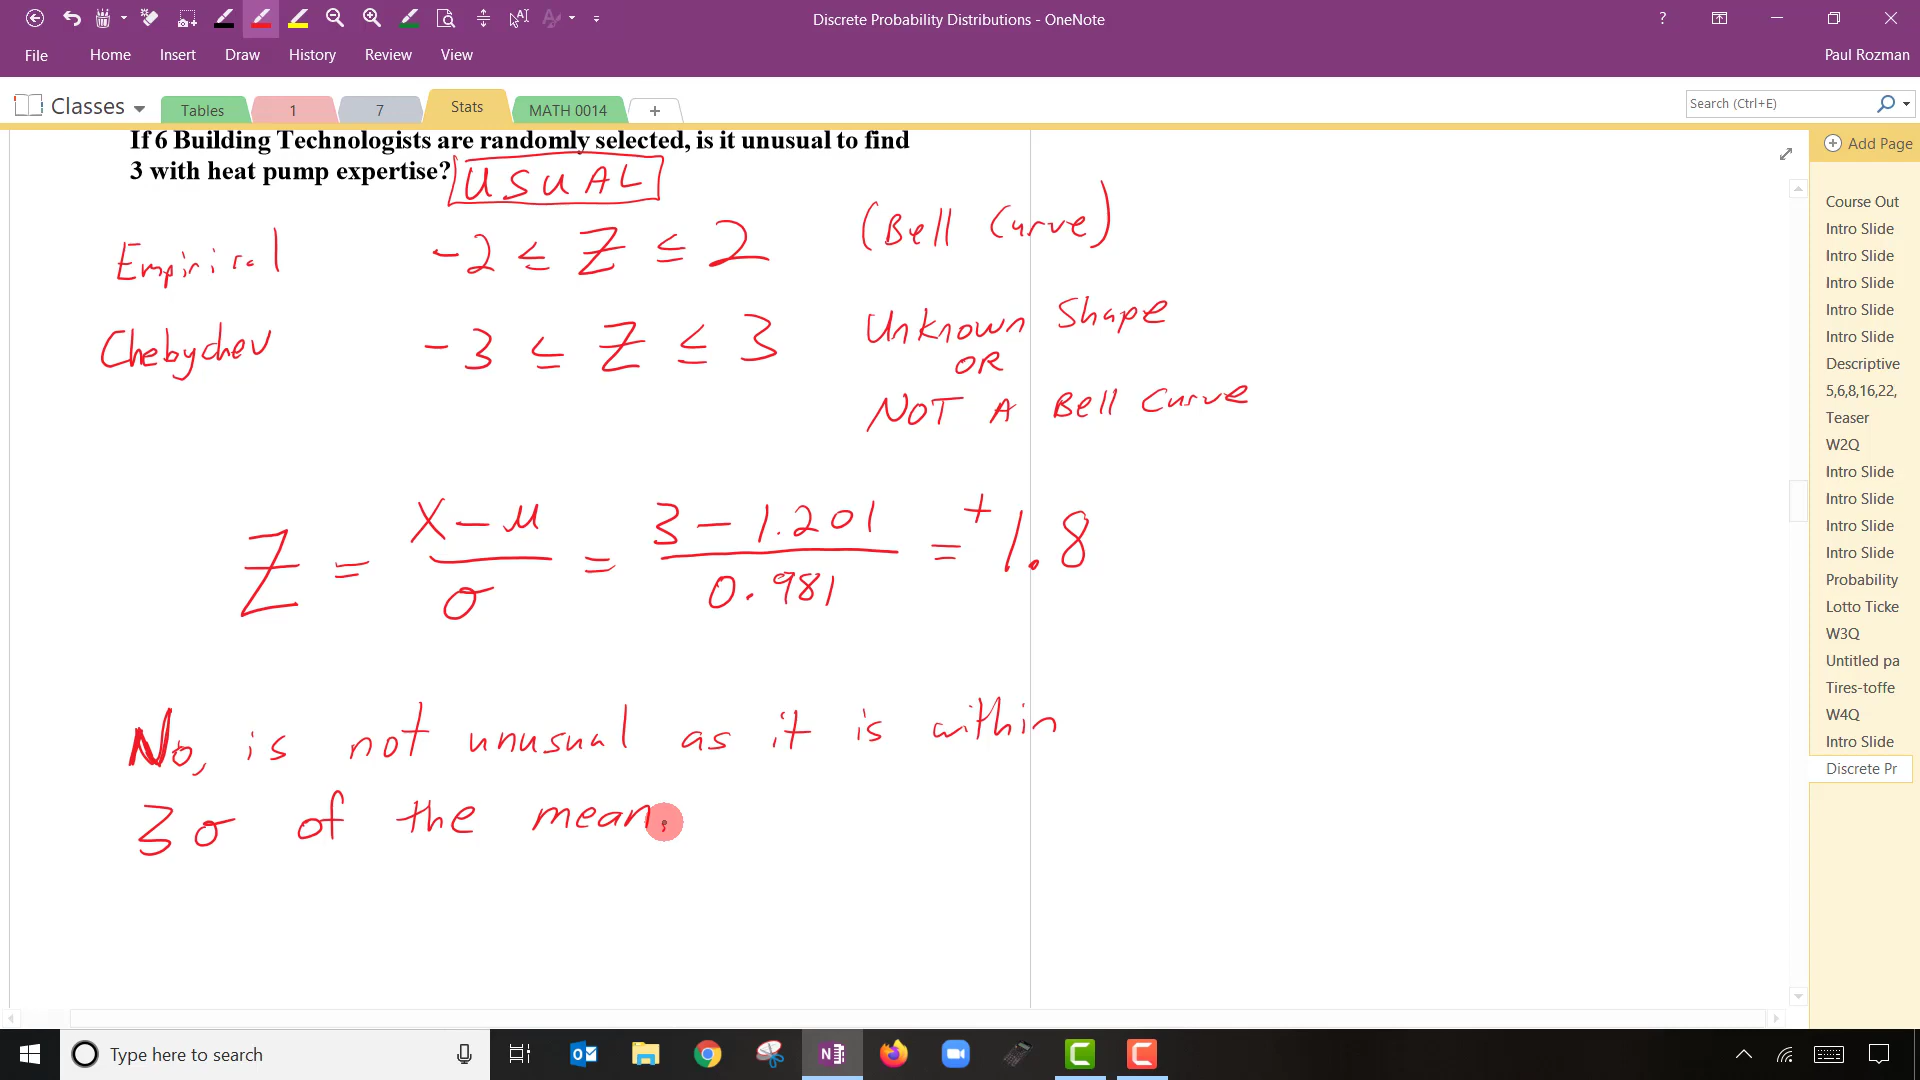 Discrete Probability Distributions - OneNote
?
File
Home
Insert
Draw
History
Review
View
Paul Rozman
Classes
Tables
1
7
Stats
MATH 0014
+
Search (Ctrl+E)
Add Page
If 6 Building Technologists are randomly selected, is it unusual to find
3 with heat pump expertise? USUAL
Empirical -2 ≤ Z ≤ 2 (Bell Curve)
Chebychev -3 ≤ Z ≤ 3 Unknown Shape
OR
NOT A Bell Curve
Z = X - μ / σ = 3 - 1.201 / 0.981 = +1.8
No, is not unusual as it is within
3σ of the mean.
Course Out
Intro Slide
Intro Slide
Intro Slide
Intro Slide
Intro Slide
Descriptive
5,6,8,16,22,
Teaser
W2Q
Intro Slide
Intro Slide
Intro Slide
Intro Slide
Probability
Lotto Ticke
W3Q
Untitled pa
Tires-toffe
W4Q
Intro Slide
Discrete Pr
Type here to search